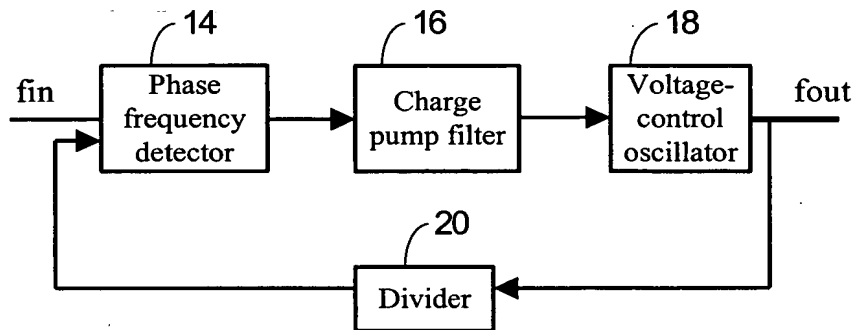 14
16
18
fin
Phase
frequency
detector
Charge
pump filter
Voltage-
control
oscillator
fout
20
Divider